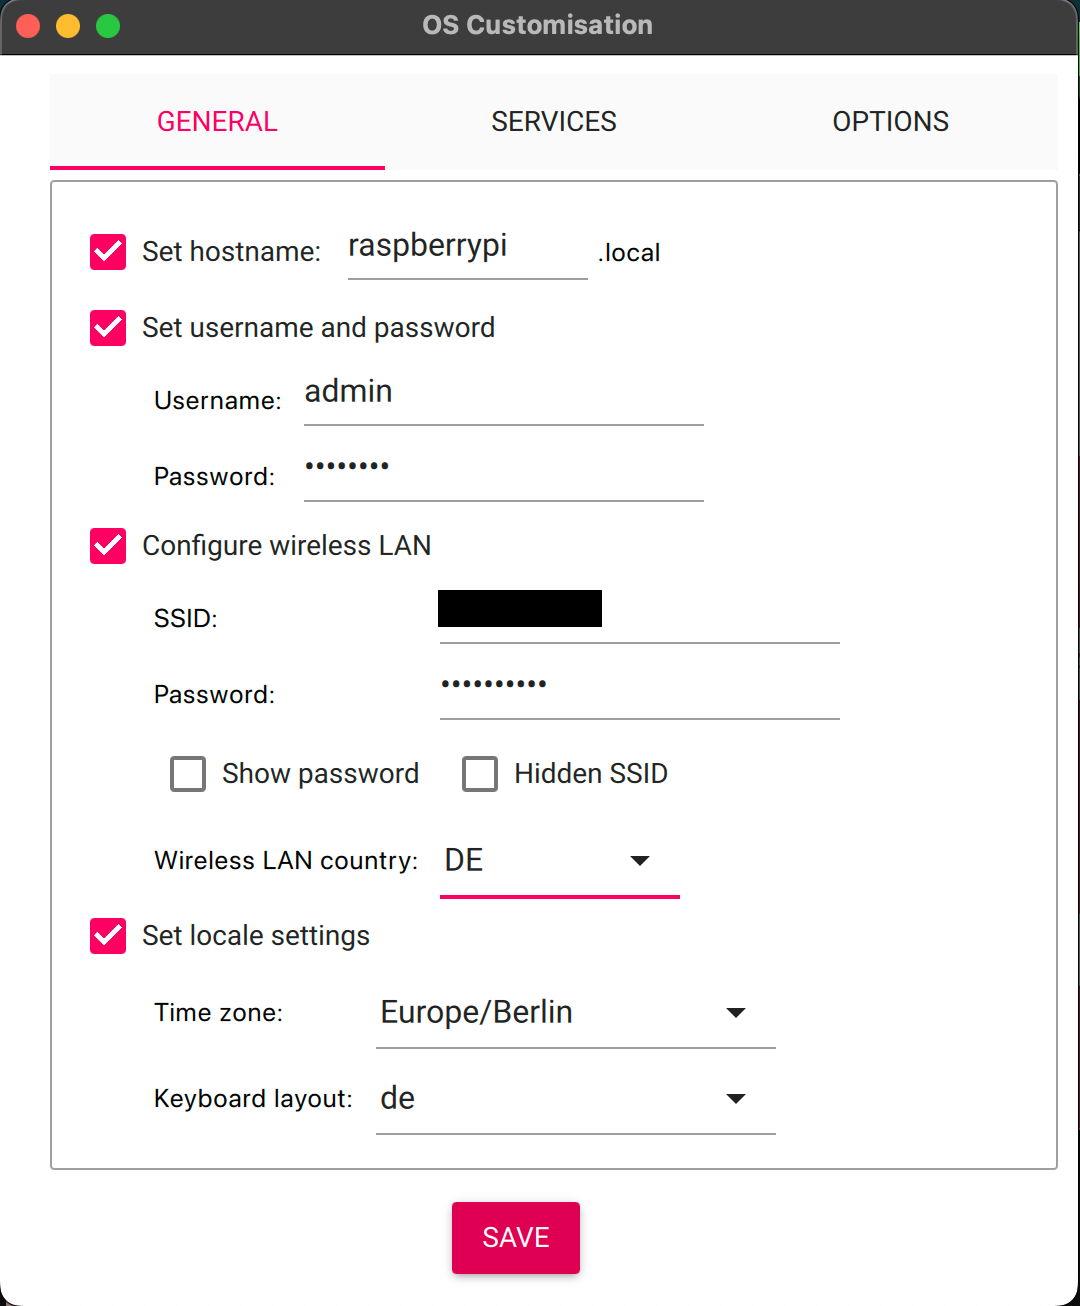 OS Customisation
GENERAL SERVICES OPTIONS
Set hostname: raspberrypi .local
Set username and password
Username: admin
Password: ••••••••
Configure wireless LAN
SSID:
Password: ••••••••••
Show password Hidden SSID
Wireless LAN country: DE
Set locale settings
Time zone: Europe/Berlin
Keyboard layout: de
SAVE